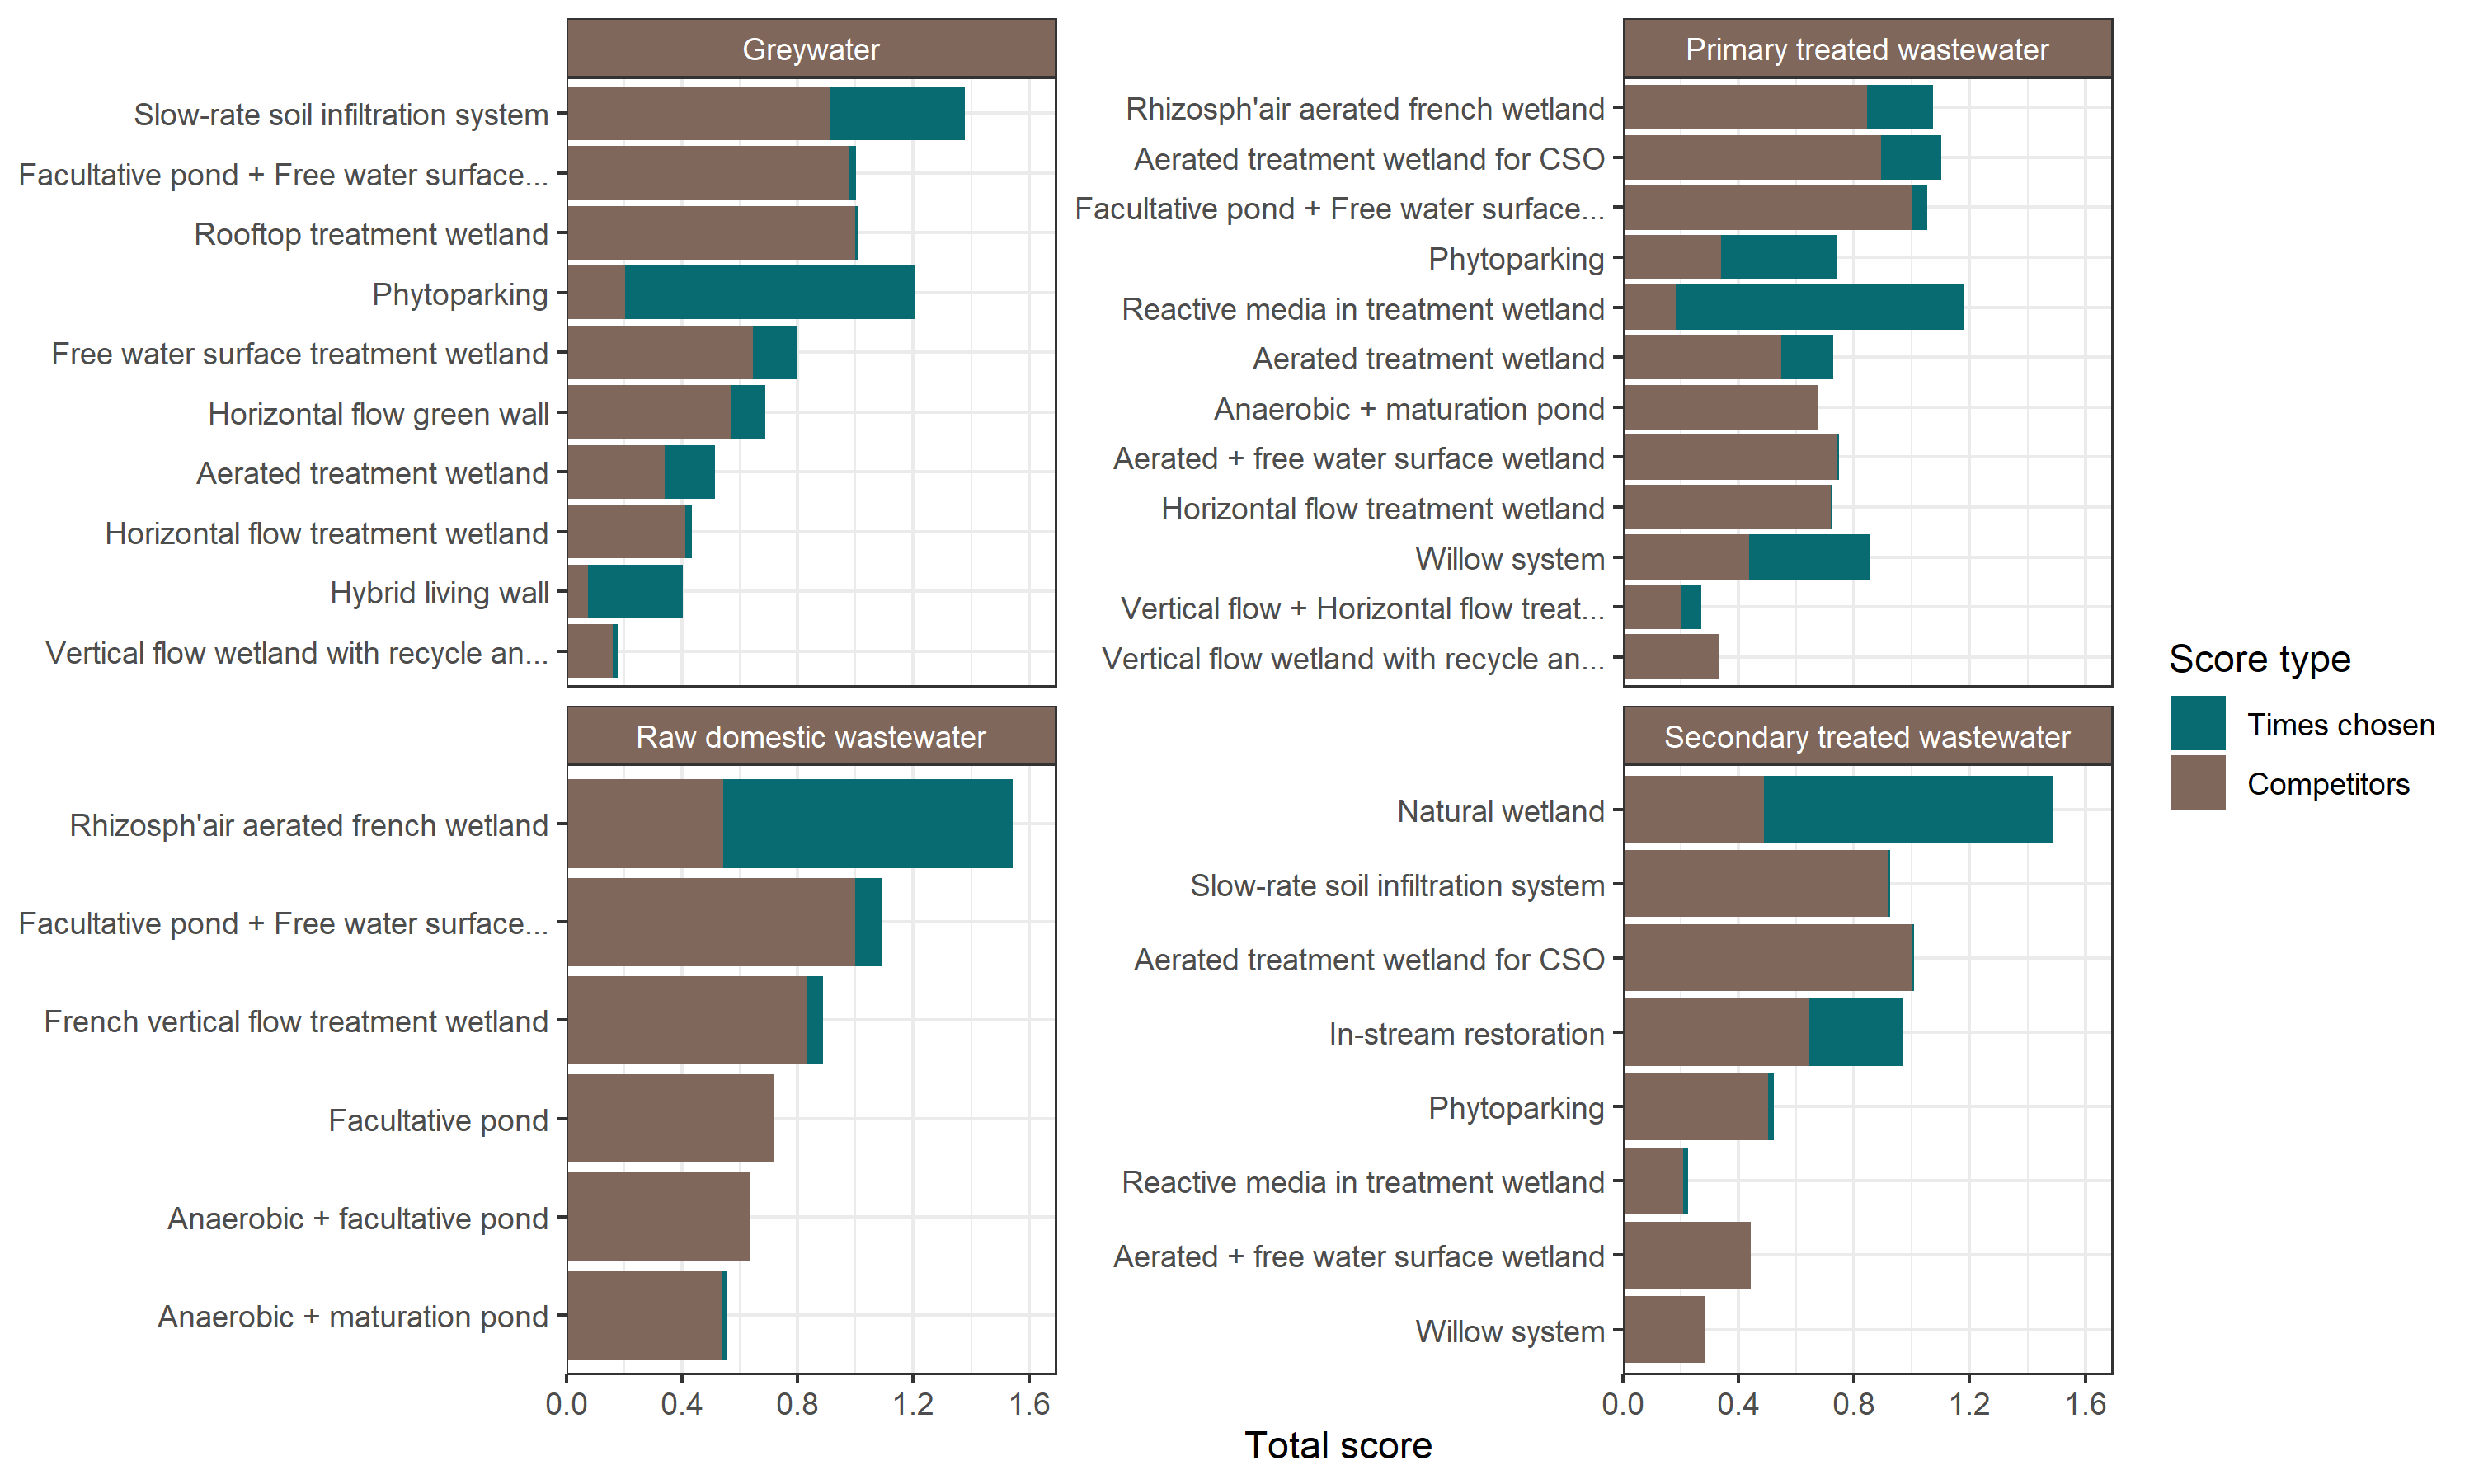 Greywater
Slow-rate soil infiltration system
Facultative pond + Free water surface...
Rooftop treatment wetland
Phytoparking
Free water surface treatment wetland
Horizontal flow green wall
Aerated treatment wetland
Horizontal flow treatment wetland
Hybrid living wall
Vertical flow wetland with recycle an...
Primary treated wastewater
Rhizosph'air aerated french wetland
Aerated treatment wetland for CSO
Facultative pond + Free water surface...
Phytoparking
Reactive media in treatment wetland
Aerated treatment wetland
Anaerobic + maturation pond
Aerated + free water surface wetland
Horizontal flow treatment wetland
Willow system
Vertical flow + Horizontal flow treat...
Vertical flow wetland with recycle an...
Raw domestic wastewater
Rhizosph'air aerated french wetland
Facultative pond + Free water surface...
French vertical flow treatment wetland
Facultative pond
Anaerobic + facultative pond
Anaerobic + maturation pond
0.0 0.4 0.8 1.2 1.6
Secondary treated wastewater
Natural wetland
Slow-rate soil infiltration system
Aerated treatment wetland for CSO
In-stream restoration
Phytoparking
Reactive media in treatment wetland
Aerated + free water surface wetland
Willow system
0.0 0.4 0.8 1.2 1.6
Total score
Score type
Times chosen
Competitors